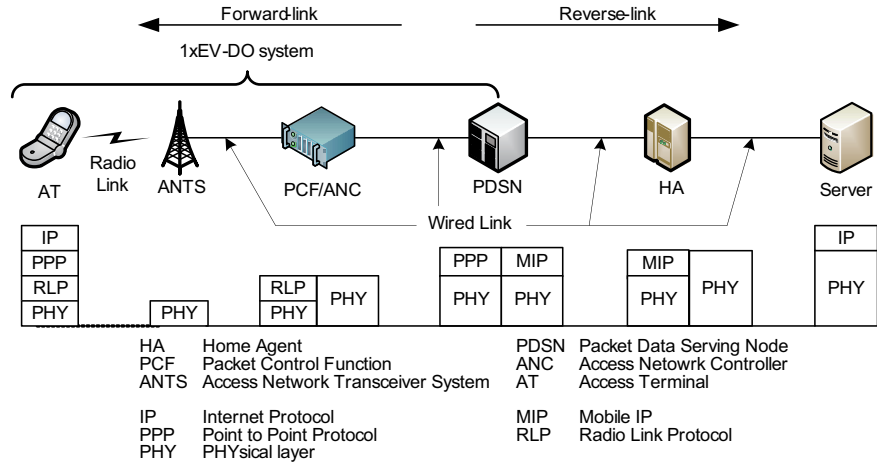 Forward-link Reverse-link
1xEV-DO system
Radio
Link
AT ANTS PCF/ANC PDSN HA Server
Wired Link
IP IP
PPP PPP MIP MIP
RLP RLP
PHY PHY PHY PHY PHY PHY PHY PHY PHY
HA Home Agent PDSN Packet Data Serving Node
PCF Packet Control Function ANC Access Netowrk Controller
ANTS Access Network Transceiver System AT Access Terminal
IP Internet Protocol MIP Mobile IP
PPP Point to Point Protocol RLP Radio Link Protocol
PHY PHYsical layer